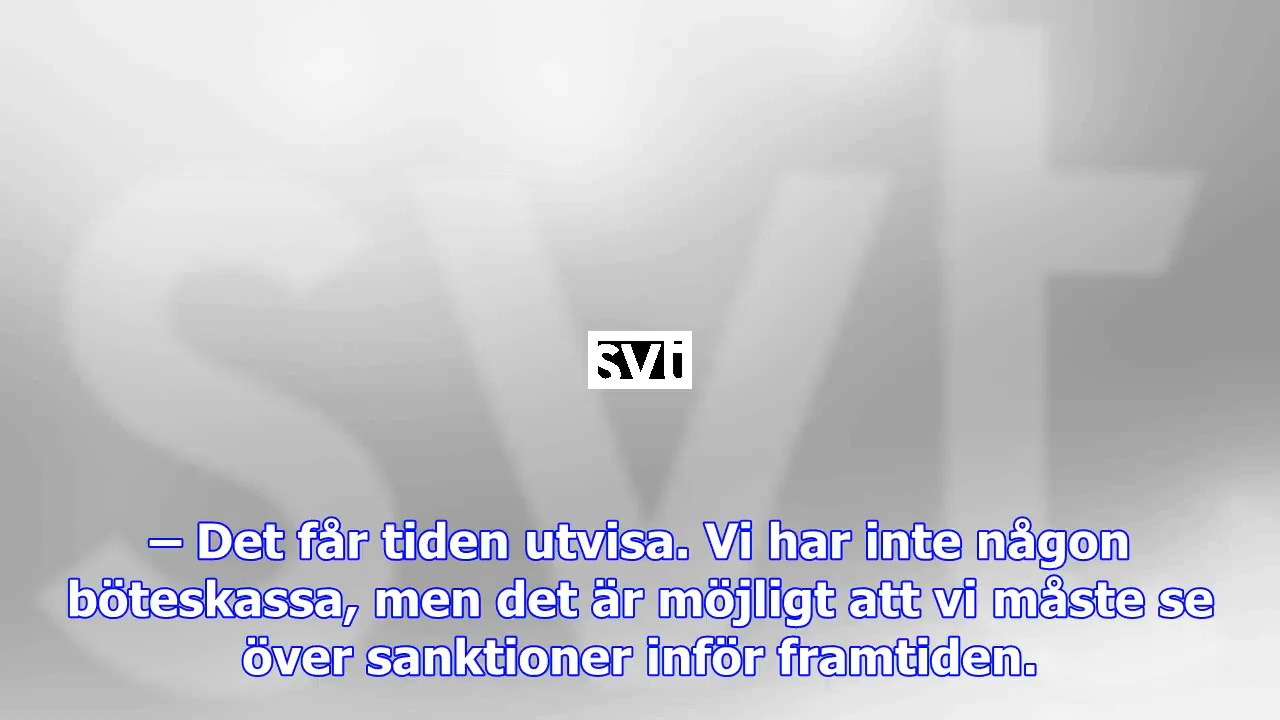 svt
svt
– Det får tiden utvisa. Vi har inte någon
böteskassa, men det är möjligt att vi måste se
över sanktioner inför framtiden.